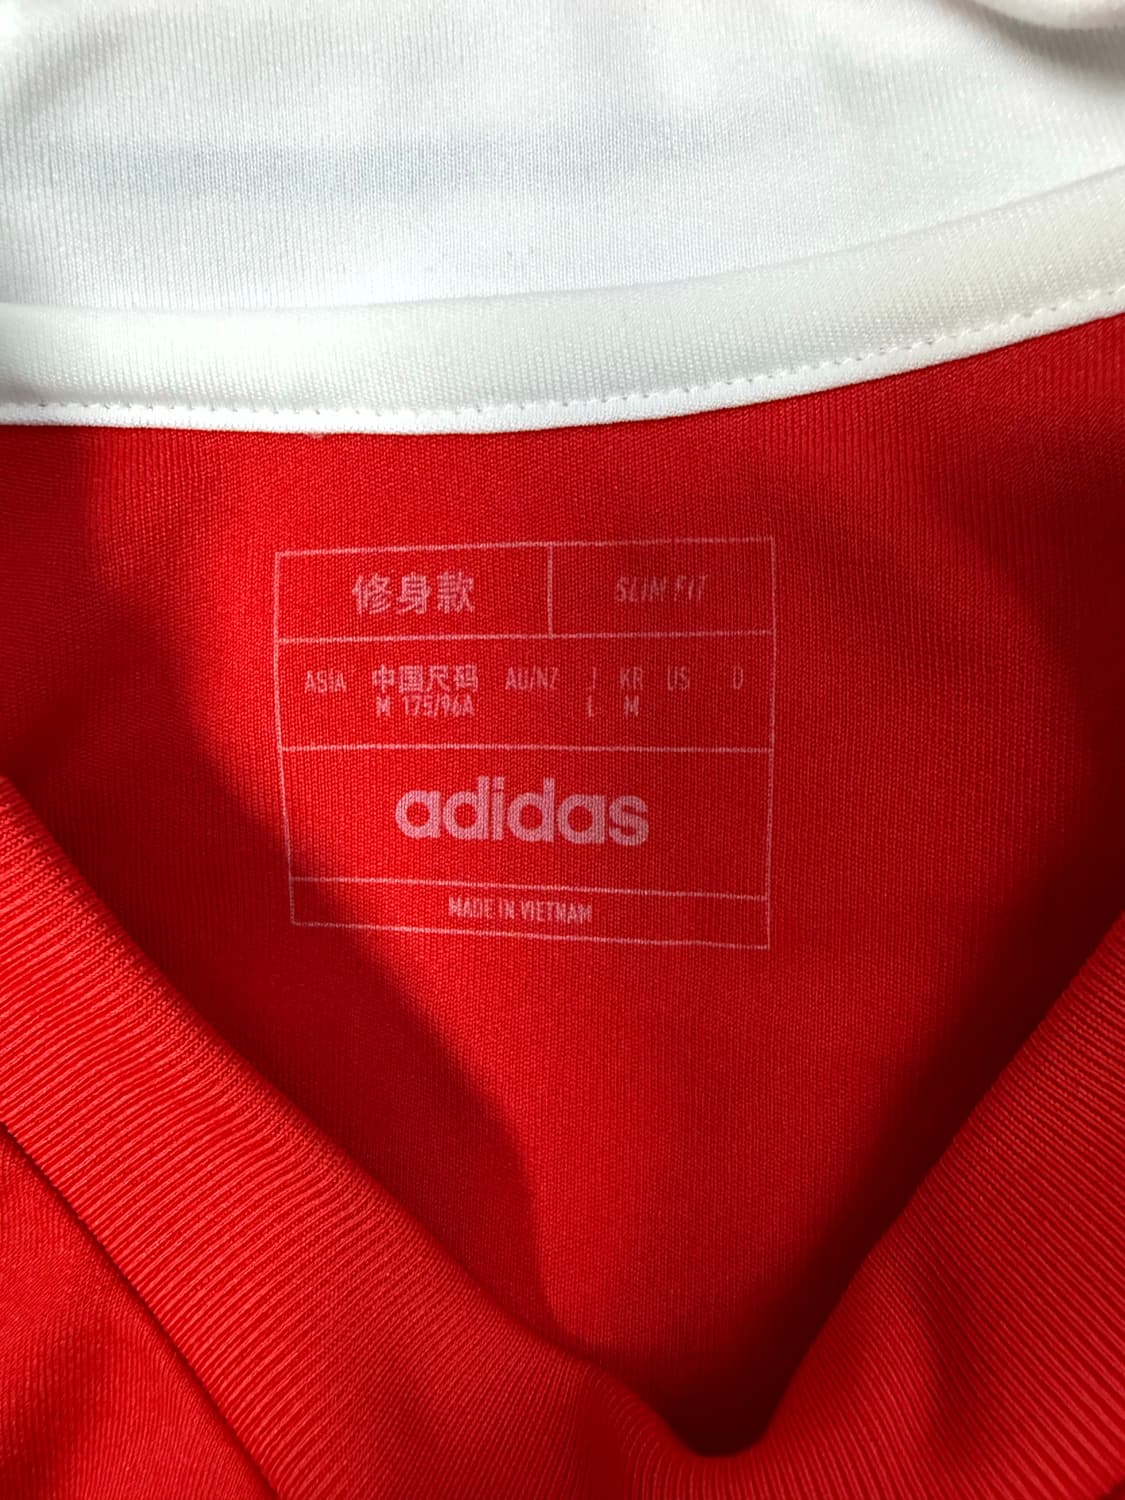 修身款 SLIM FIT
ASIA 中国尺码 AU/NZ J KR US D
M 175/96A L M
adidas
MADE IN VIETNAM